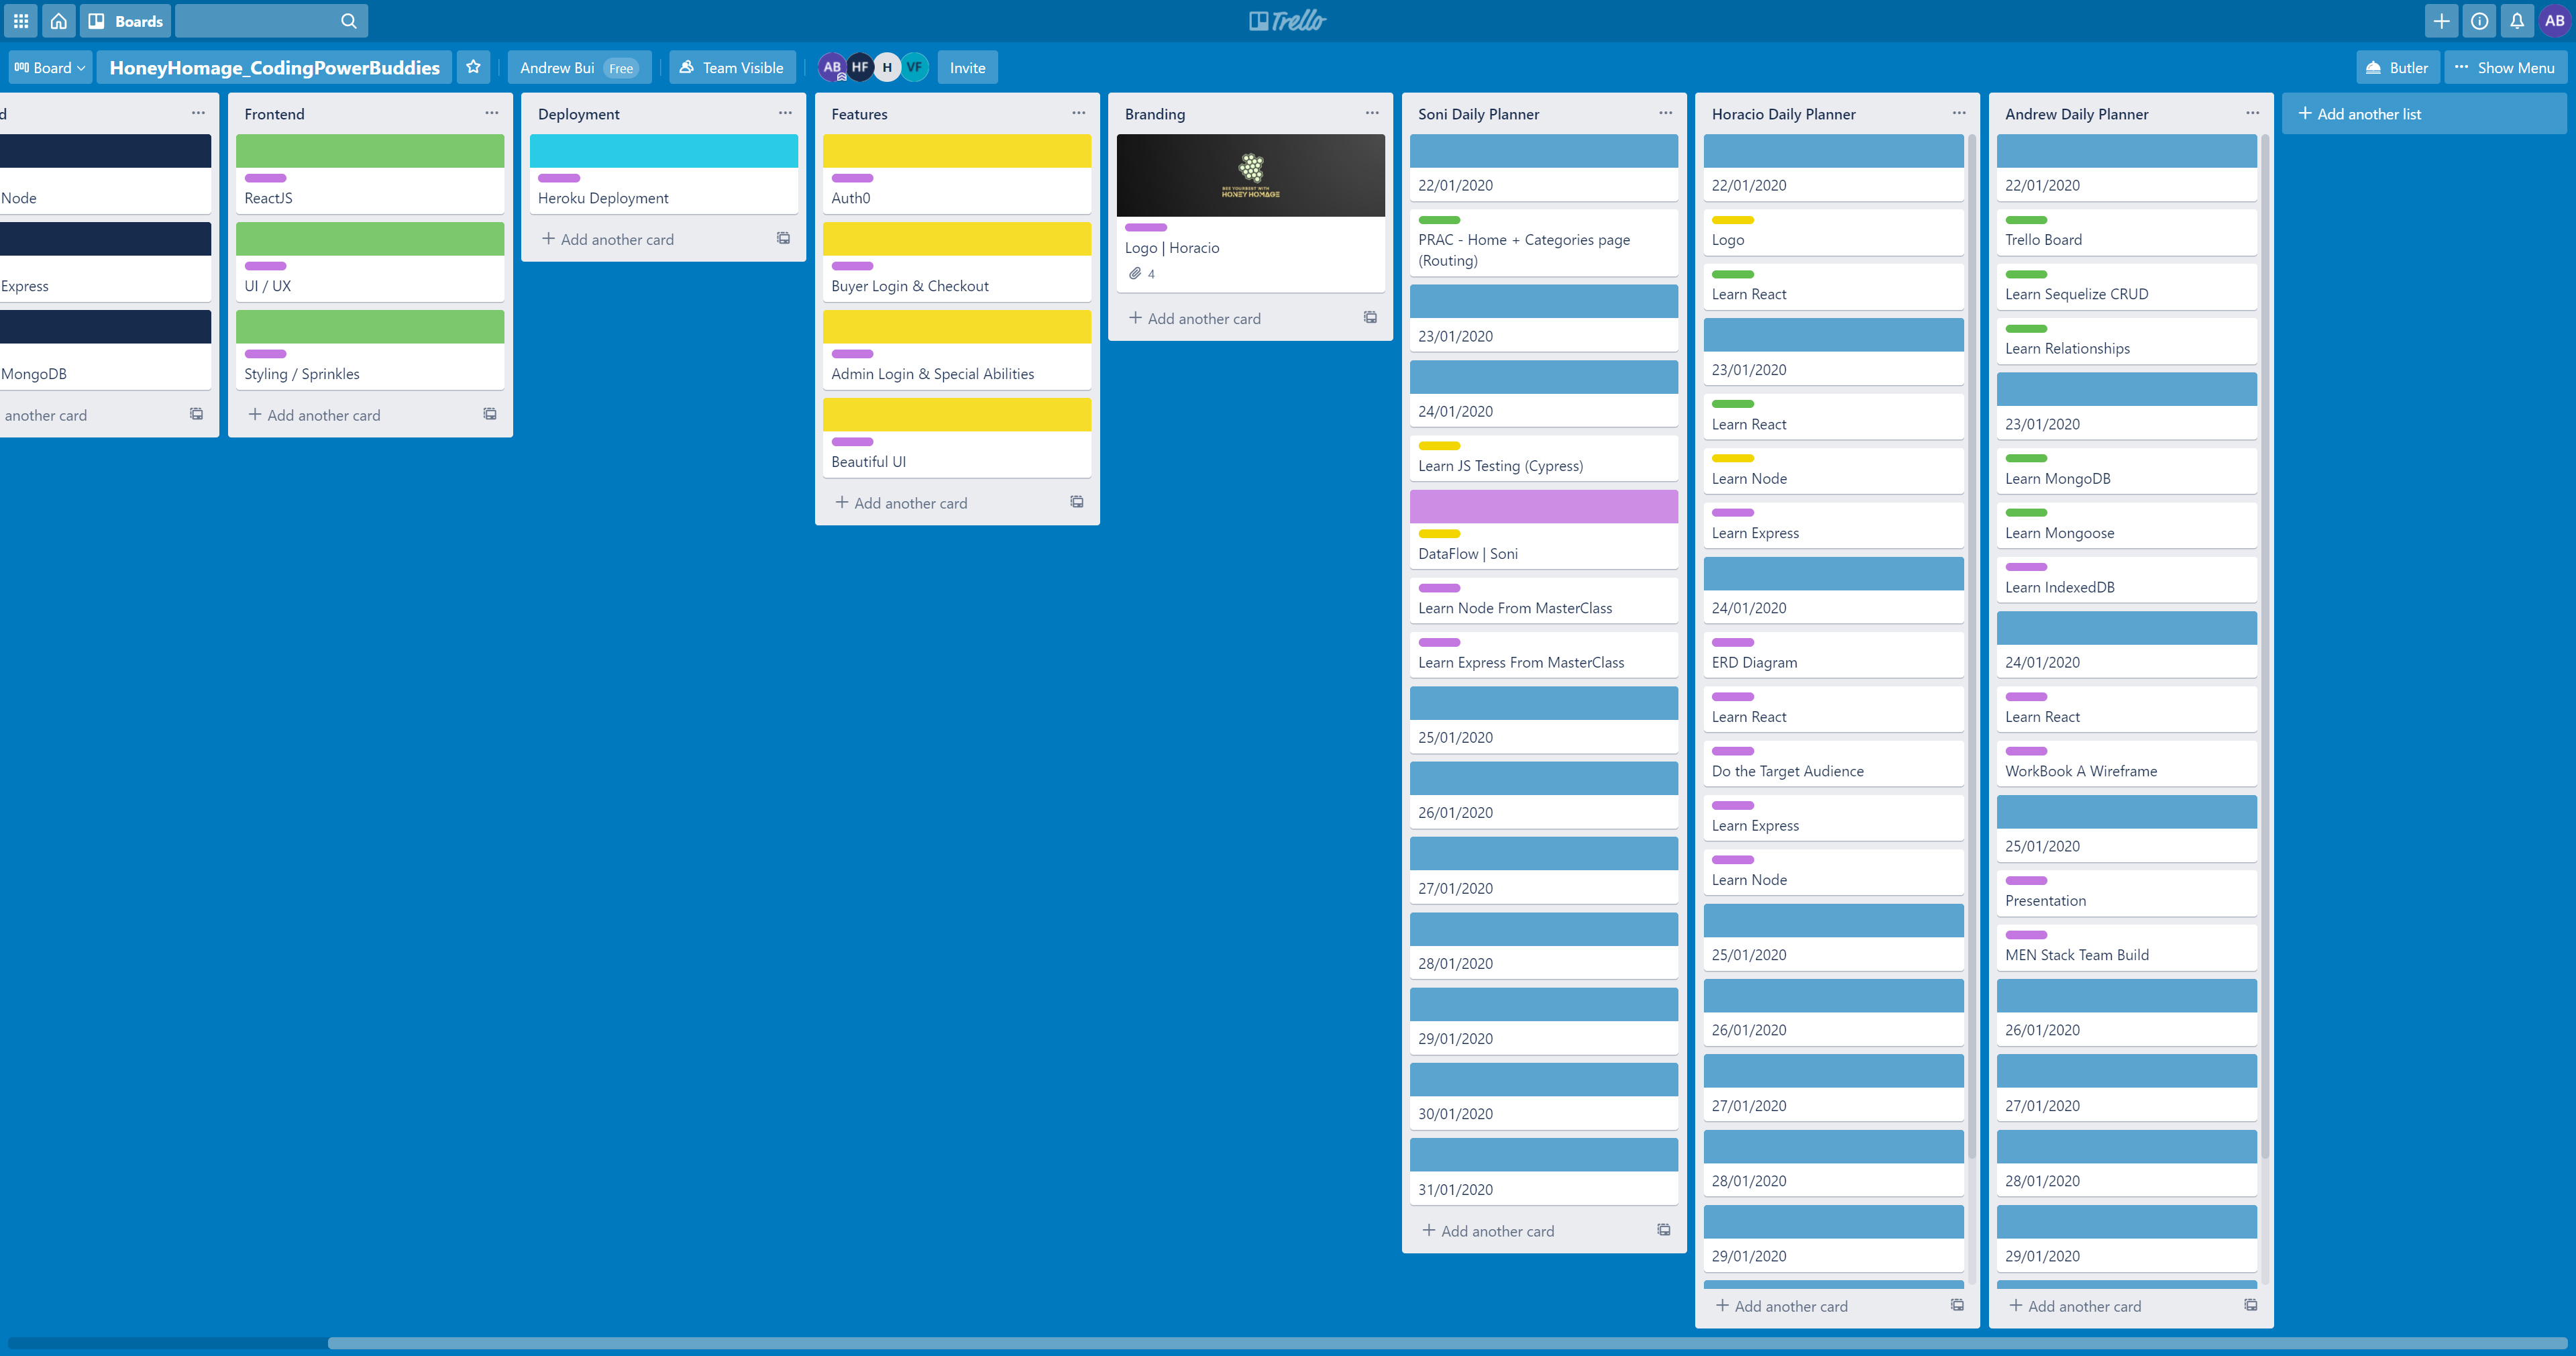 Boards
Trello
AB
Board
HoneyHomage_CodingPowerBuddies
Andrew Bui Free
Team Visible
AB HF H VF
Invite
Butler
Show Menu
d
Node
Express
MongoDB
another card
Frontend
ReactJS
UI / UX
Styling / Sprinkles
Add another card
Deployment
Heroku Deployment
Add another card
Features
Auth0
Buyer Login & Checkout
Admin Login & Special Abilities
Beautiful UI
Add another card
Branding
BEE YOURSELF WITH
HONEY HOMAGE
Logo | Horacio
4
Add another card
Soni Daily Planner
22/01/2020
PRAC - Home + Categories page
(Routing)
23/01/2020
24/01/2020
Learn JS Testing (Cypress)
DataFlow | Soni
Learn Node From MasterClass
Learn Express From MasterClass
25/01/2020
26/01/2020
27/01/2020
28/01/2020
29/01/2020
30/01/2020
31/01/2020
Add another card
Horacio Daily Planner
22/01/2020
Logo
Learn React
23/01/2020
Learn React
Learn Node
Learn Express
24/01/2020
ERD Diagram
Learn React
Do the Target Audience
Learn Express
Learn Node
25/01/2020
26/01/2020
27/01/2020
28/01/2020
29/01/2020
Add another card
Andrew Daily Planner
22/01/2020
Trello Board
Learn Sequelize CRUD
Learn Relationships
23/01/2020
Learn MongoDB
Learn Mongoose
Learn IndexedDB
24/01/2020
Learn React
WorkBook A Wireframe
25/01/2020
Presentation
MEN Stack Team Build
26/01/2020
27/01/2020
28/01/2020
29/01/2020
Add another card
Add another list